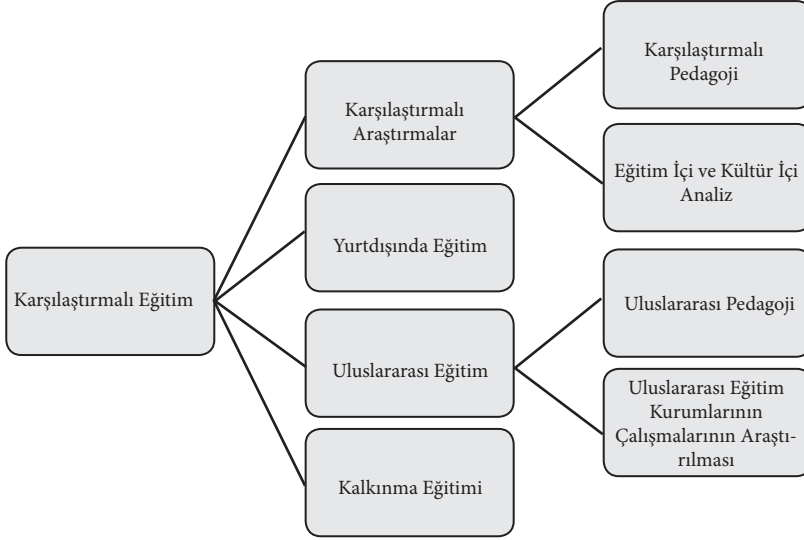 Karşılaştırmalı Eğitim
Karşılaştırmalı
Araştırmalar
Yurtdışında Eğitim
Uluslararası Eğitim
Kalkınma Eğitimi
Karşılaştırmalı
Pedagoji
Eğitim İçi ve Kültür İçi
Analiz
Uluslararası Pedagoji
Uluslararası Eğitim
Kurumlarının
Çalışmalarının Araştı-
rılması